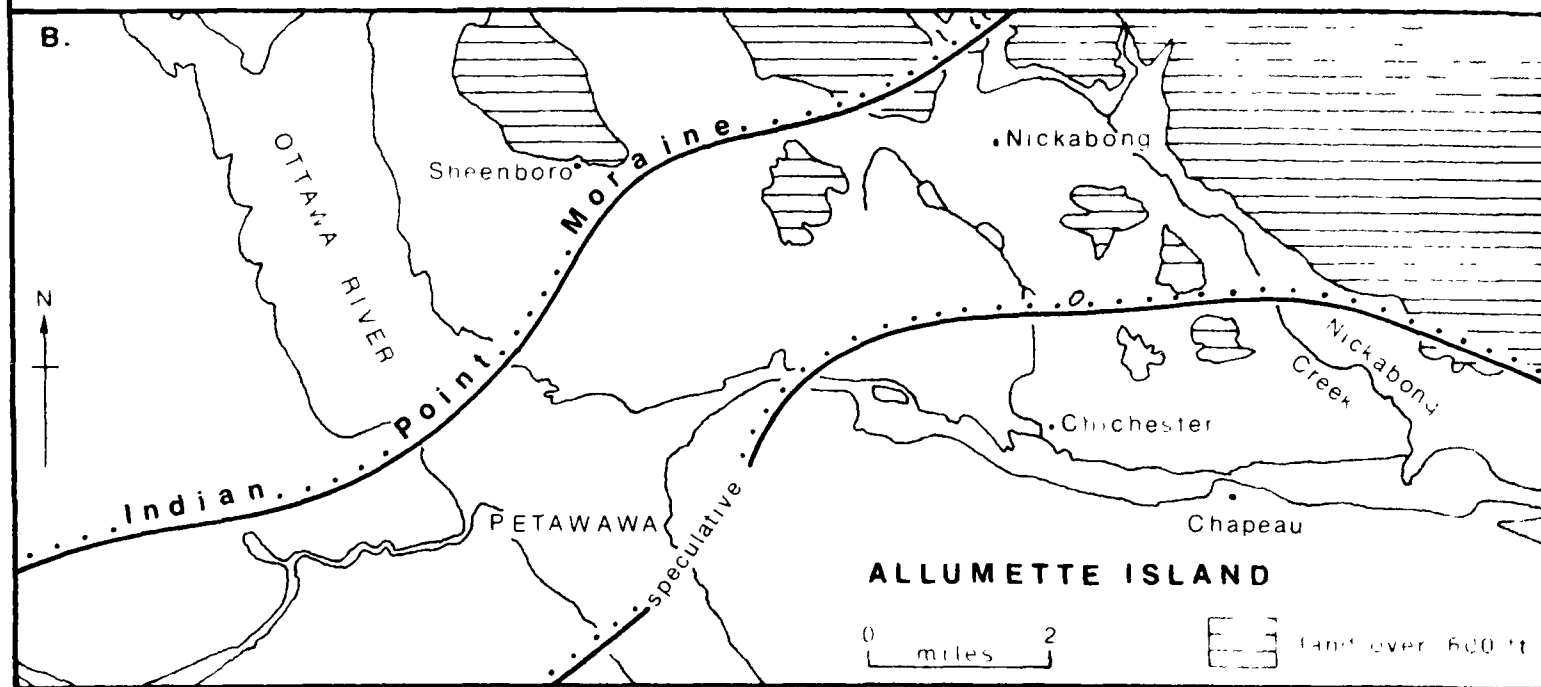 B.
OTTAWA RIVER
Sheenboro
Nickabong
Indian Point Moraine
N
Nickabong
Creek
Chichester
PETAWAWA
speculative
Chapeau
ALLUMETTE ISLAND
0 2
miles
land over 600 ft